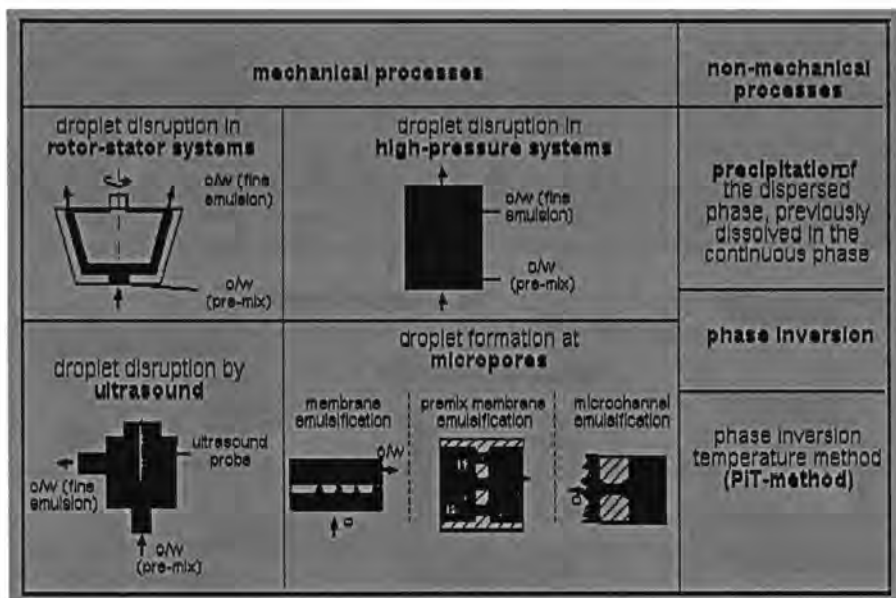 mechanical processes
non-mechanical
processes
droplet disruption in
rotor-stator systems
o/w (fine
emulsion)
o/w
(pre-mix)
droplet disruption in
high-pressure systems
o/w (fine
emulsion)
o/w
(pre-mix)
precipitation of
the dispersed
phase, previously
dissolved in the
continuous phase
phase inversion
phase inversion
temperature method
(PIT-method)
droplet disruption by
ultrasound
ultrasound
probe
o/w (fine
emulsion)
o/w
(pre-mix)
droplet formation at
micropores
membrane
emulsification
o/w
o
premix membrane
emulsification
microchannel
emulsification